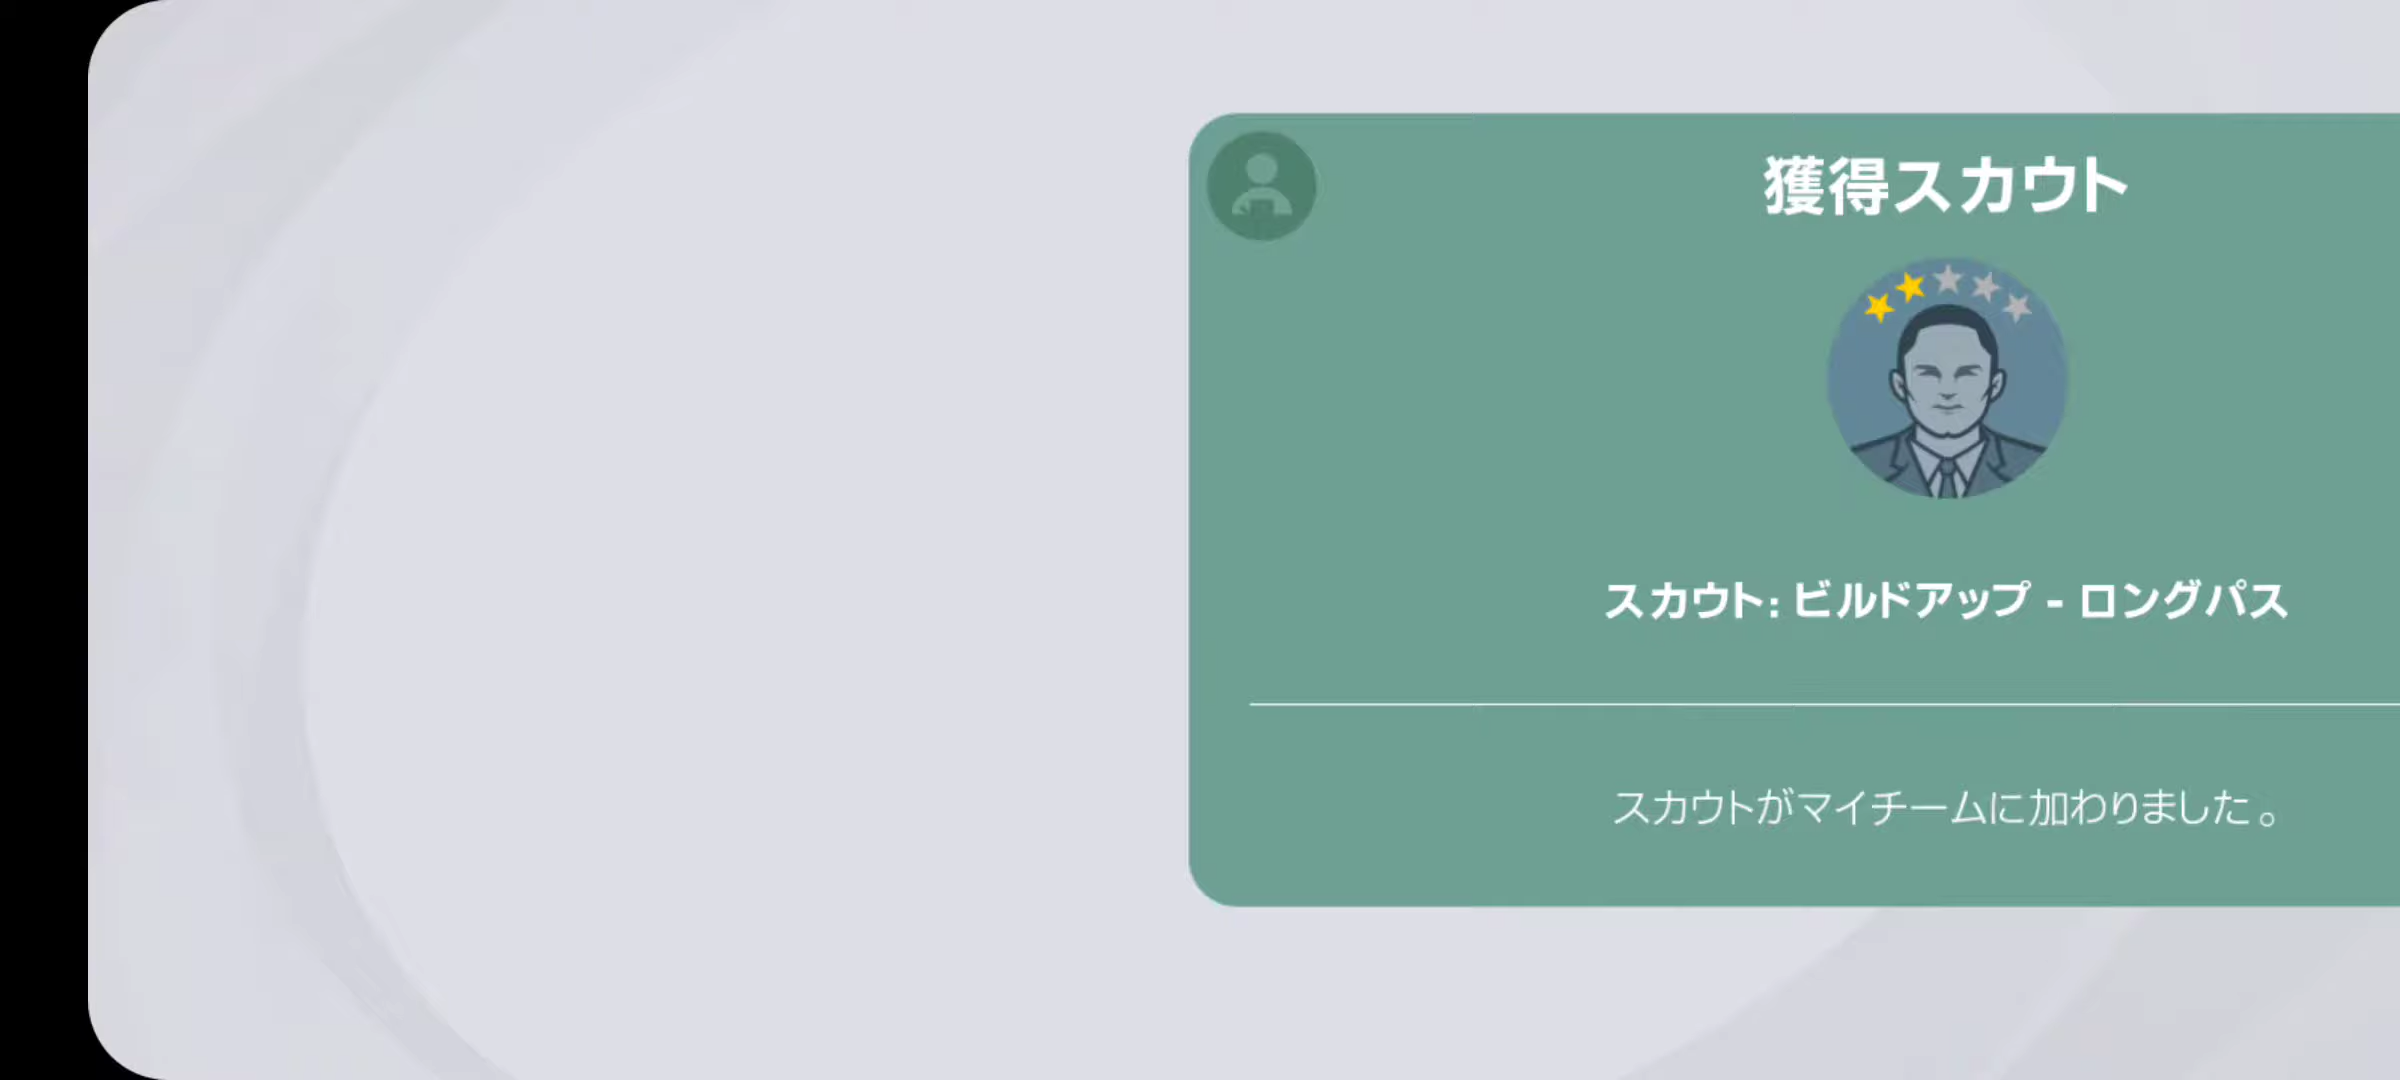 獲得スカウト
スカウト: ビルドアップ - ロングパス
スカウトがマイチームに加わりました。